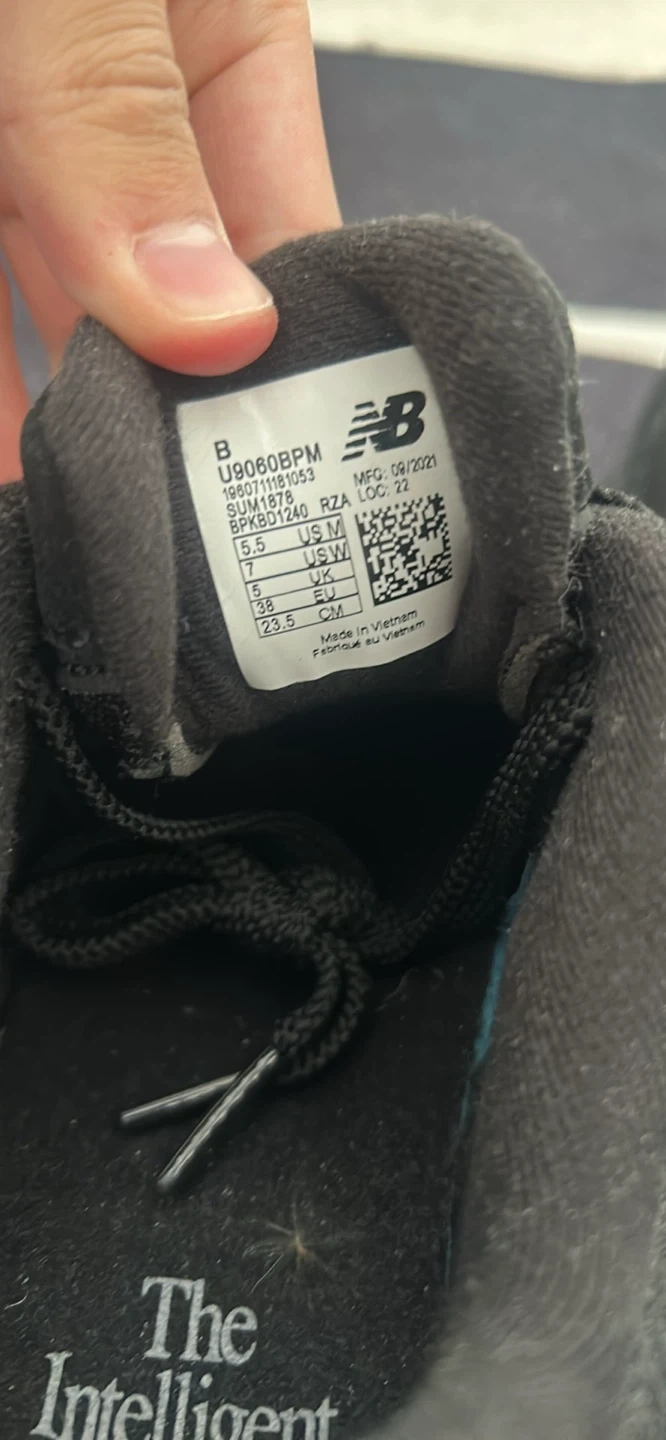 B
NB
U9060BPM
196071181053
MFG: 09/2021
SUM1878
LOC: 22
BPKBD1240 RZA
5.5 US M
7 US W
5 UK
38 EU
23.5 CM
Made in Vietnam
Fabriqué au Vietnam
The
Intelligent